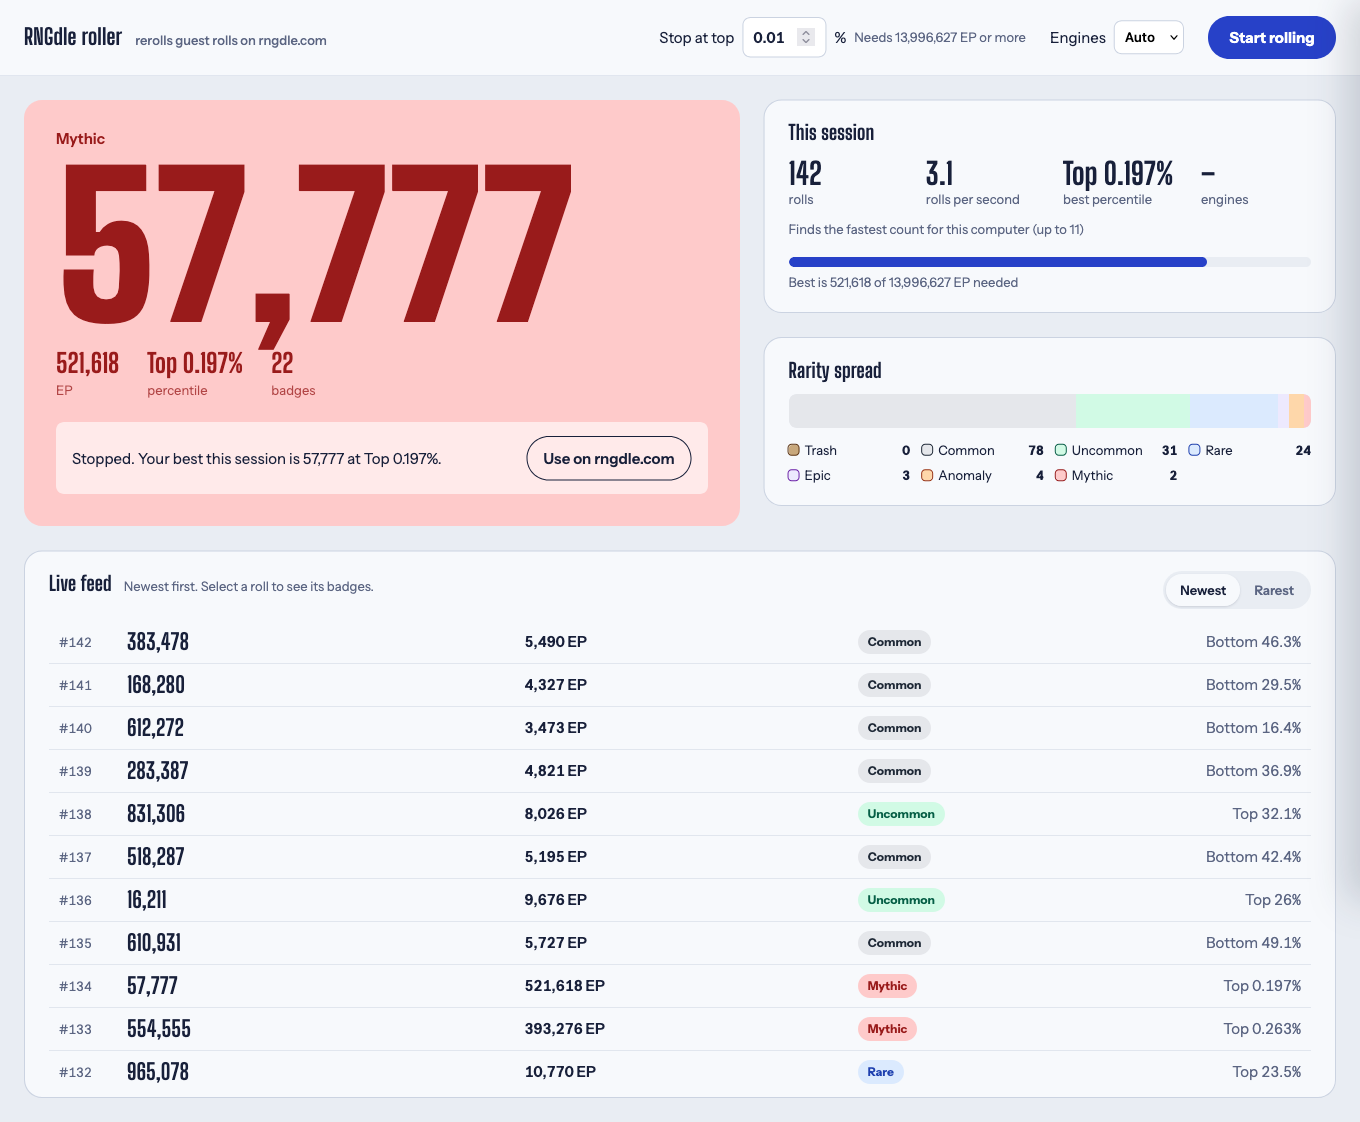 RNGdle roller rerolls guest rolls on rngdle.com
Stop at top 0.01 % Needs 13,996,627 EP or more Engines Auto Start rolling
Mythic
57,777
521,618 Top 0.197% 22
EP percentile badges
Stopped. Your best this session is 57,777 at Top 0.197%. Use on rngdle.com
This session
142 3.1 Top 0.197% –
rolls rolls per second best percentile engines
Finds the fastest count for this computer (up to 11)
Best is 521,618 of 13,996,627 EP needed
Rarity spread
Trash 0 Common 78 Uncommon 31 Rare 24
Epic 3 Anomaly 4 Mythic 2
Live feed Newest first. Select a roll to see its badges. Newest Rarest
#142 383,478 5,490 EP Common Bottom 46.3%
#141 168,280 4,327 EP Common Bottom 29.5%
#140 612,272 3,473 EP Common Bottom 16.4%
#139 283,387 4,821 EP Common Bottom 36.9%
#138 831,306 8,026 EP Uncommon Top 32.1%
#137 518,287 5,195 EP Common Bottom 42.4%
#136 16,211 9,676 EP Uncommon Top 26%
#135 610,931 5,727 EP Common Bottom 49.1%
#134 57,777 521,618 EP Mythic Top 0.197%
#133 554,555 393,276 EP Mythic Top 0.263%
#132 965,078 10,770 EP Rare Top 23.5%